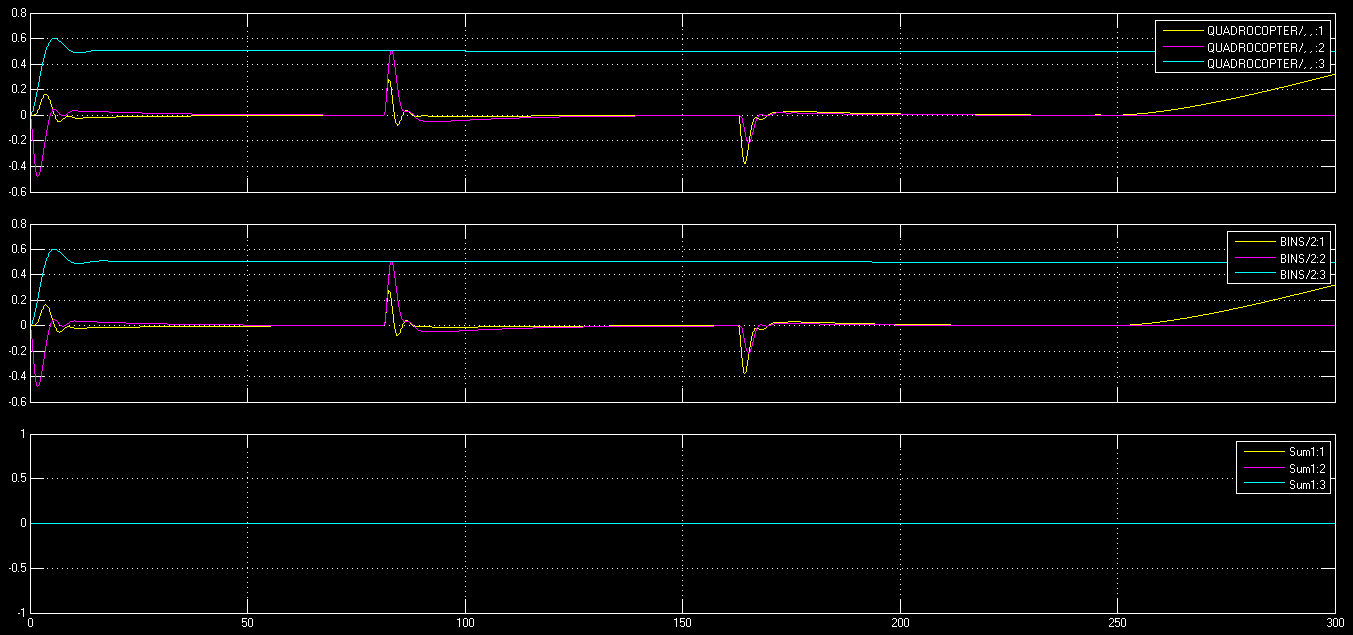 0.8
0.6
0.4
0.2
0
-0.2
-0.4
-0.6
QUADROCOPTER/, , :1
QUADROCOPTER/, , :2
QUADROCOPTER/, , :3
0.8
0.6
0.4
0.2
0
-0.2
-0.4
-0.6
BINS/2:1
BINS/2:2
BINS/2:3
1
0.5
0
-0.5
-1
Sum1:1
Sum1:2
Sum1:3
0 50 100 150 200 250 300